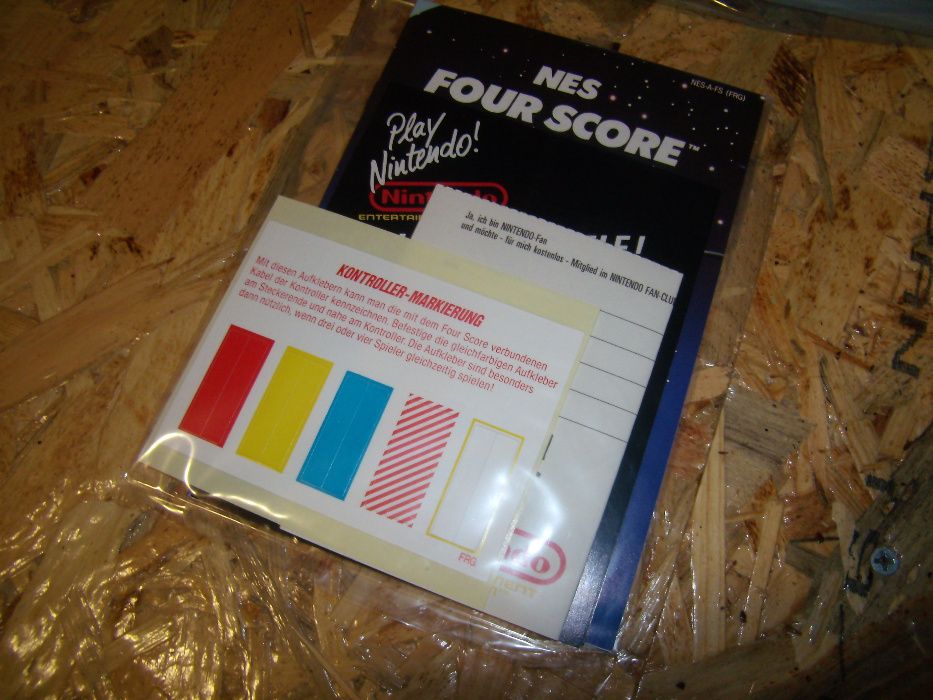 NES-A-FS (FRG)
NES
FOUR SCORE™
Play
Nintendo!
Nintendo
Ja, ich bin NINTENDO-Fan
und möchte - für mich kostenlos - Mitglied im NINTENDO FAN-CLU
KONTROLLER-MARKIERUNG
Mit diesen Aufklebern kann man die mit dem Four Score verbundenen
Kabel der Kontroller kennzeichnen. Befestige die gleichfarbigen Aufkleber
am Steckerende und nahe am Kontroller. Die Aufkleber sind besonders
dann nützlich, wenn drei oder vier Spieler gleichzeitig spielen!
FRG